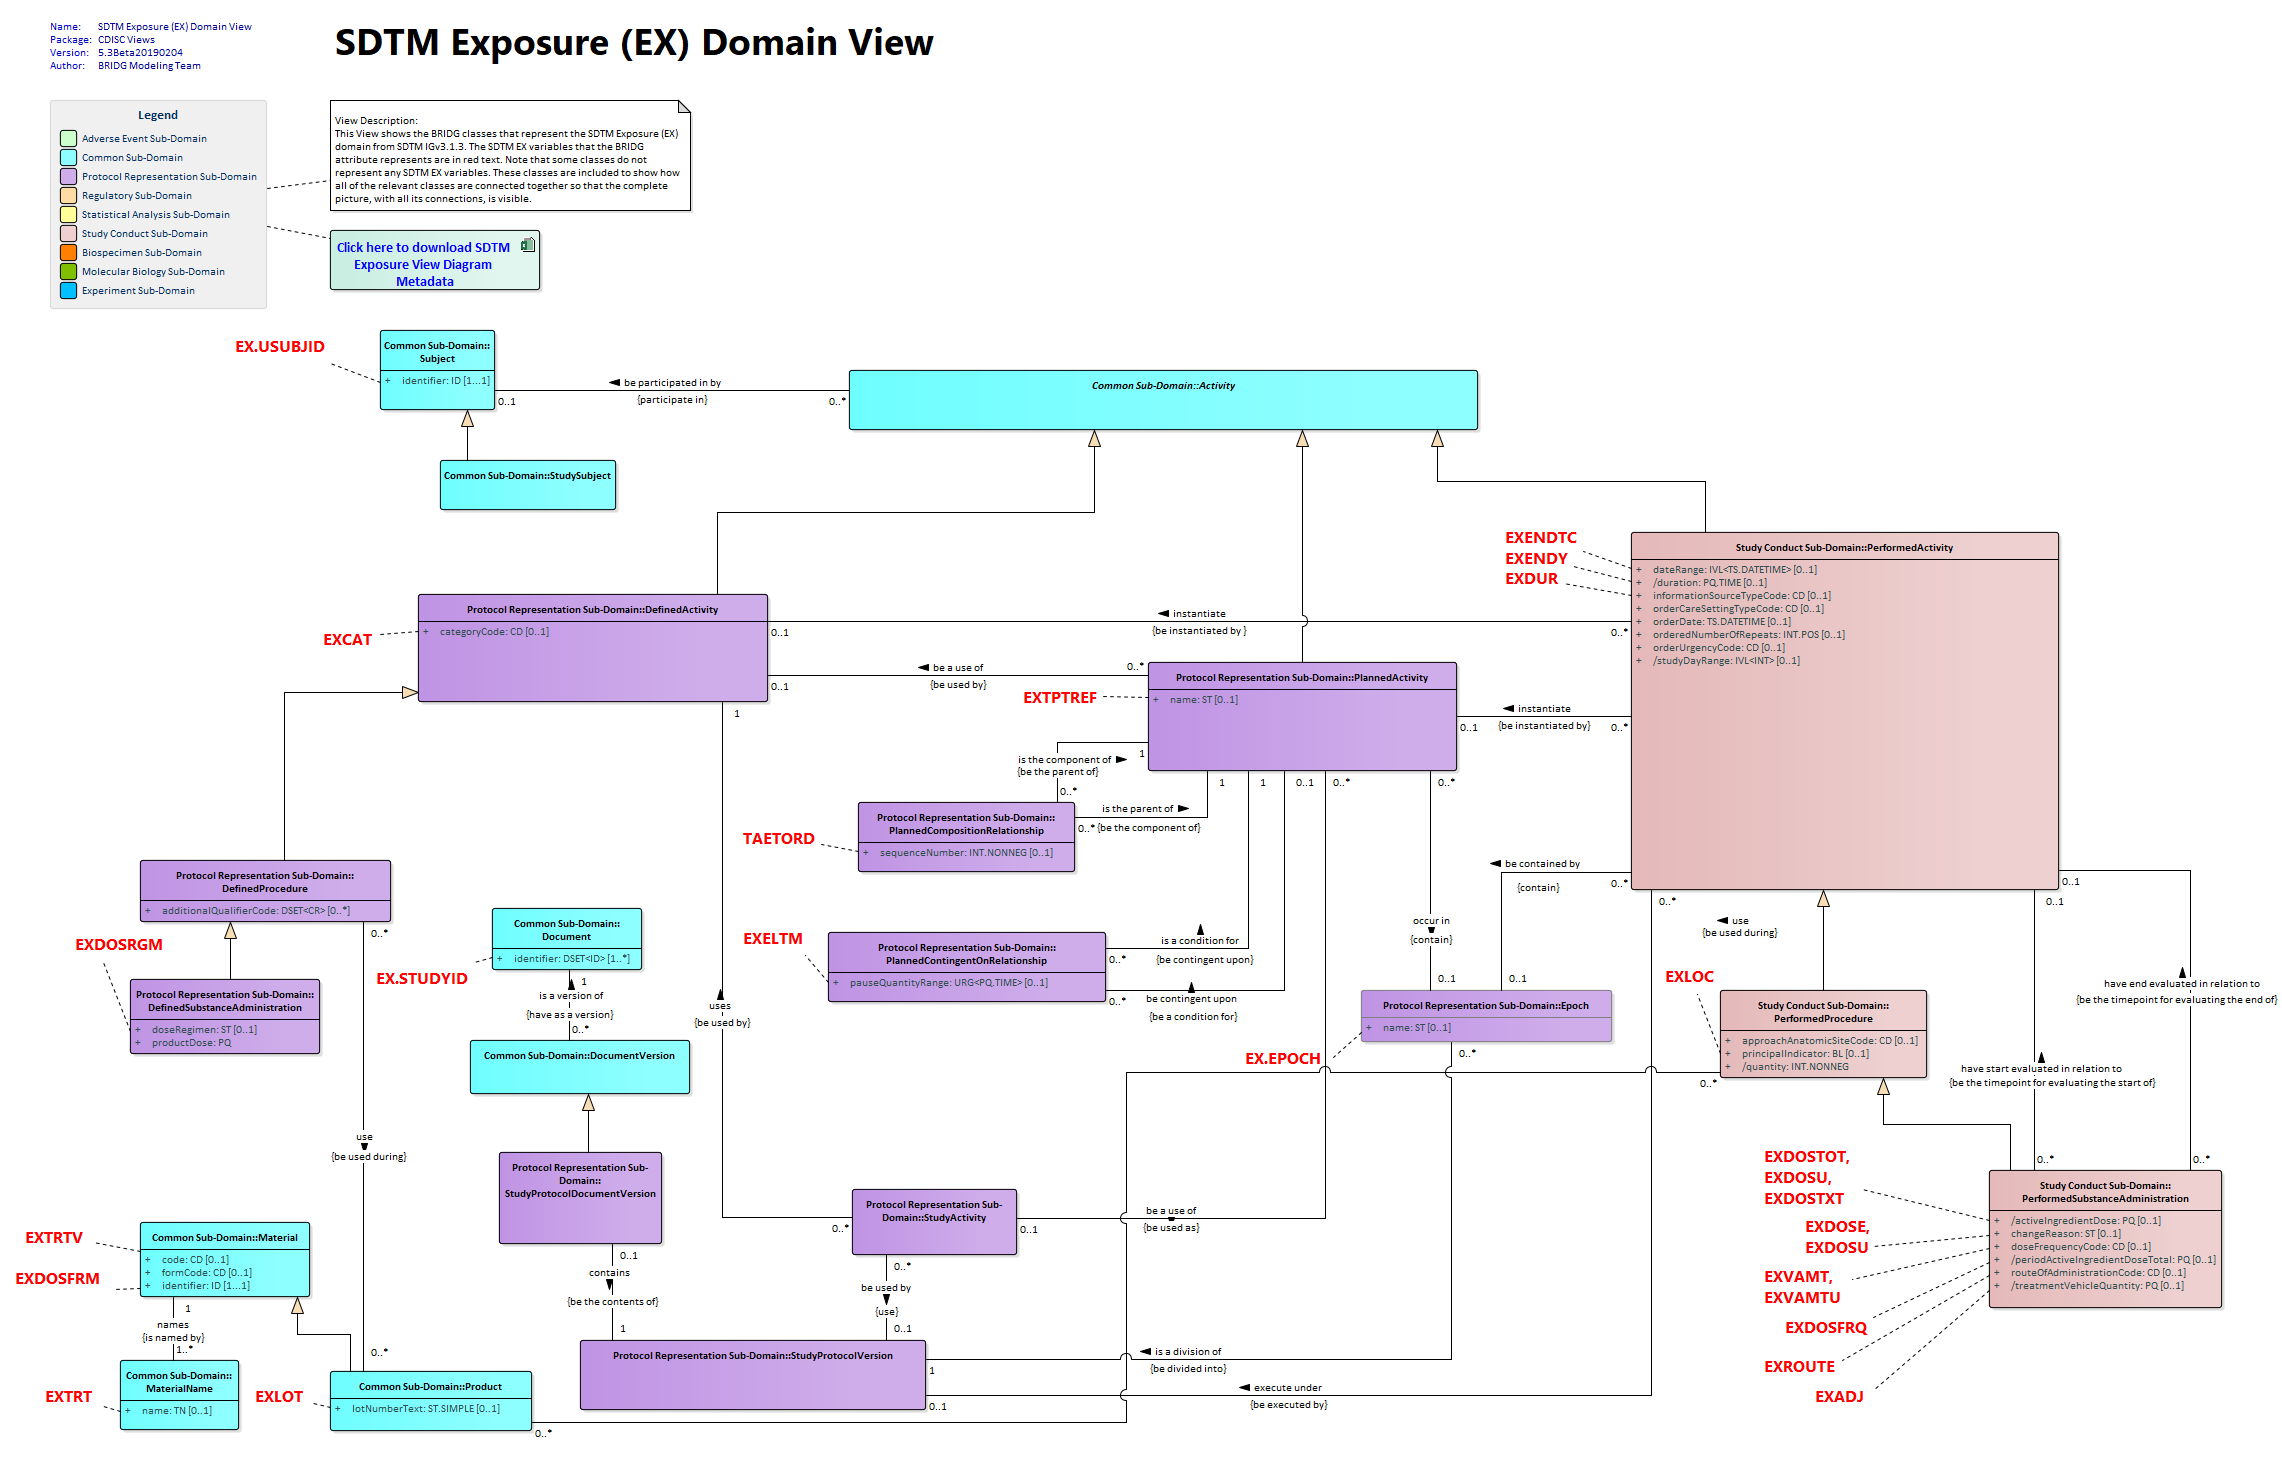 Name: SDTM Exposure (EX) Domain View
Package: CDISC Views
Version: 5.3Beta20190204
Author: BRIDG Modeling Team
SDTM Exposure (EX) Domain View
Legend
Adverse Event Sub-Domain
Common Sub-Domain
Protocol Representation Sub-Domain
Regulatory Sub-Domain
Statistical Analysis Sub-Domain
Study Conduct Sub-Domain
Biospecimen Sub-Domain
Molecular Biology Sub-Domain
Experiment Sub-Domain
View Description:
This View shows the BRIDG classes that represent the SDTM Exposure (EX)
domain from SDTM IGv3.1.3. The SDTM EX variables that the BRIDG
attribute represents are in red text. Note that some classes do not
represent any SDTM EX variables. These classes are included to show how
all of the relevant classes are connected together so that the complete
picture, with all its connections, is visible.
Click here to download SDTM
Exposure View Diagram
Metadata
EX.USUBJID
Common Sub-Domain::
Subject
+ identifier: ID [1...1]
0..1
be participated in by
{participate in}
0..*
Common Sub-Domain::Activity
Common Sub-Domain::StudySubject
EXENDTC
EXENDY
EXDUR
Study Conduct Sub-Domain::PerformedActivity
+ dateRange: IVL<TS.DATETIME> [0..1]
+ /duration: PQ.TIME [0..1]
+ informationSourceTypeCode: CD [0..1]
+ orderCareSettingTypeCode: CD [0..1]
+ orderDate: TS.DATETIME [0..1]
+ orderedNumberOfRepeats: INT.POS [0..1]
+ orderUrgencyCode: CD [0..1]
+ /studyDayRange: IVL<INT> [0..1]
EXCAT
Protocol Representation Sub-Domain::DefinedActivity
+ categoryCode: CD [0..1]
0..1
instantiate
{be instantiated by }
0..*
0..1
be a use of
{be used by}
0..*
1
EXTPTREF
Protocol Representation Sub-Domain::PlannedActivity
+ name: ST [0..1]
0..1
instantiate
{be instantiated by}
0..*
is the component of
{be the parent of}
1
0..*
is the parent of
0..* {be the component of}
1
1
0..1
0..*
0..*
TAETORD
Protocol Representation Sub-Domain::
PlannedCompositionRelationship
+ sequenceNumber: INT.NONNEG [0..1]
be contained by
{contain}
0..*
0..1
0..*
0..1
0..1
use
{be used during}
Protocol Representation Sub-Domain::
DefinedProcedure
+ additionalQualifierCode: DSET<CR> [0..*]
0..*
EXDOSRGM
Protocol Representation Sub-Domain::
DefinedSubstanceAdministration
+ doseRegimen: ST [0..1]
+ productDose: PQ
EX.STUDYID
Common Sub-Domain::
Document
+ identifier: DSET<ID> [1..*]
1
is a version of
{have as a version}
0..*
Common Sub-Domain::DocumentVersion
uses
{be used by}
EXELTM
Protocol Representation Sub-Domain::
PlannedContingentOnRelationship
+ pauseQuantityRange: URG<PQ.TIME> [0..1]
is a condition for
0..*
{be contingent upon}
0..*
be contingent upon
{be a condition for}
occur in
{contain}
0..1
EX.EPOCH
Protocol Representation Sub-Domain::Epoch
+ name: ST [0..1]
0..*
EXLOC
Study Conduct Sub-Domain::
PerformedProcedure
+ approachAnatomicSiteCode: CD [0..1]
+ principalIndicator: BL [0..1]
+ /quantity: INT.NONNEG
0..*
have end evaluated in relation to
{be the timepoint for evaluating the end of}
have start evaluated in relation to
{be the timepoint for evaluating the start of}
0..*
0..*
use
{be used during}
Protocol Representation Sub-
Domain::
StudyProtocolDocumentVersion
0..1
contains
{be the contents of}
1
Protocol Representation Sub-
Domain::StudyActivity
0..*
0..1
be a use of
{be used as}
0..*
be used by
{use}
0..1
EXDOSTOT,
EXDOSU,
EXDOSTXT
EXDOSE,
EXDOSU
EXVAMT,
EXVAMTU
EXDOSFRQ
EXROUTE
EXADJ
Study Conduct Sub-Domain::
PerformedSubstanceAdministration
+ /activeIngredientDose: PQ [0..1]
+ changeReason: ST [0..1]
+ doseFrequencyCode: CD [0..1]
+ /periodActiveIngredientDoseTotal: PQ [0..1]
+ routeOfAdministrationCode: CD [0..1]
+ /treatmentVehicleQuantity: PQ [0..1]
EXTRTV
EXDOSFRM
Common Sub-Domain::Material
+ code: CD [0..1]
+ formCode: CD [0..1]
+ identifier: ID [1...1]
1
names
{is named by}
1..*
EXTRT
Common Sub-Domain::
MaterialName
+ name: TN [0..1]
EXLOT
0..*
Common Sub-Domain::Product
+ lotNumberText: ST.SIMPLE [0..1]
0..*
Protocol Representation Sub-Domain::StudyProtocolVersion
1
is a division of
{be divided into}
0..1
execute under
{be executed by}